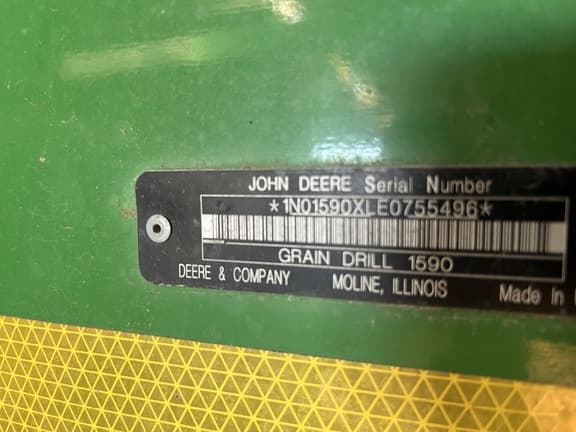 JOHN DEERE Serial Number
*1N01590XLE0755496*
GRAIN DRILL 1590
DEERE & COMPANY MOLINE, ILLINOIS Made in